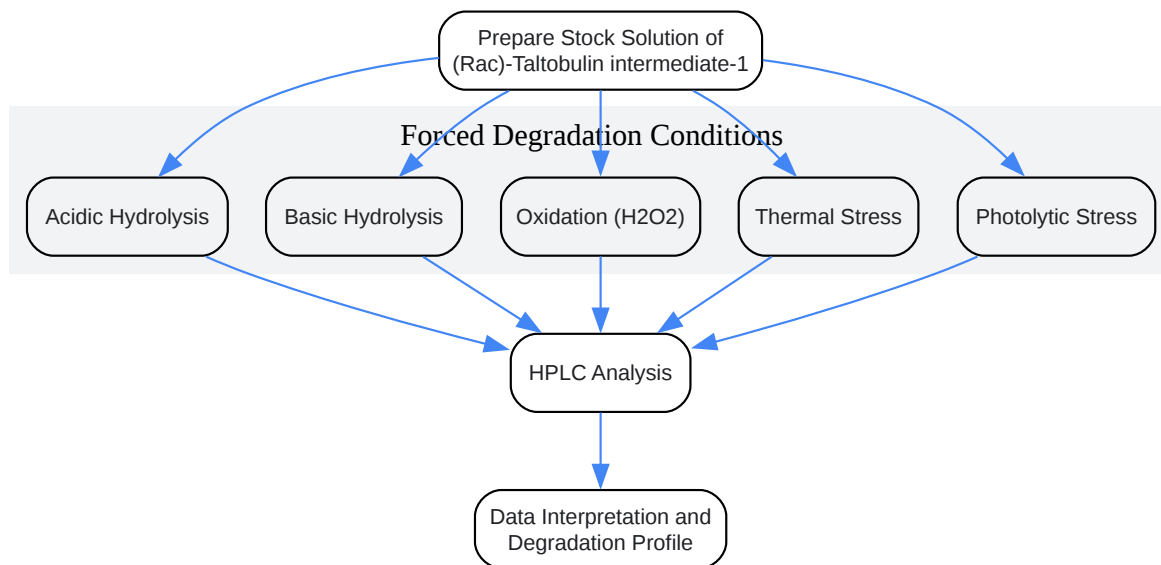 Prepare Stock Solution of
(Rac)-Taltobulin intermediate-1
Forced Degradation Conditions
Acidic Hydrolysis
Basic Hydrolysis
Oxidation (H2O2)
Thermal Stress
Photolytic Stress
HPLC Analysis
Data Interpretation and
Degradation Profile